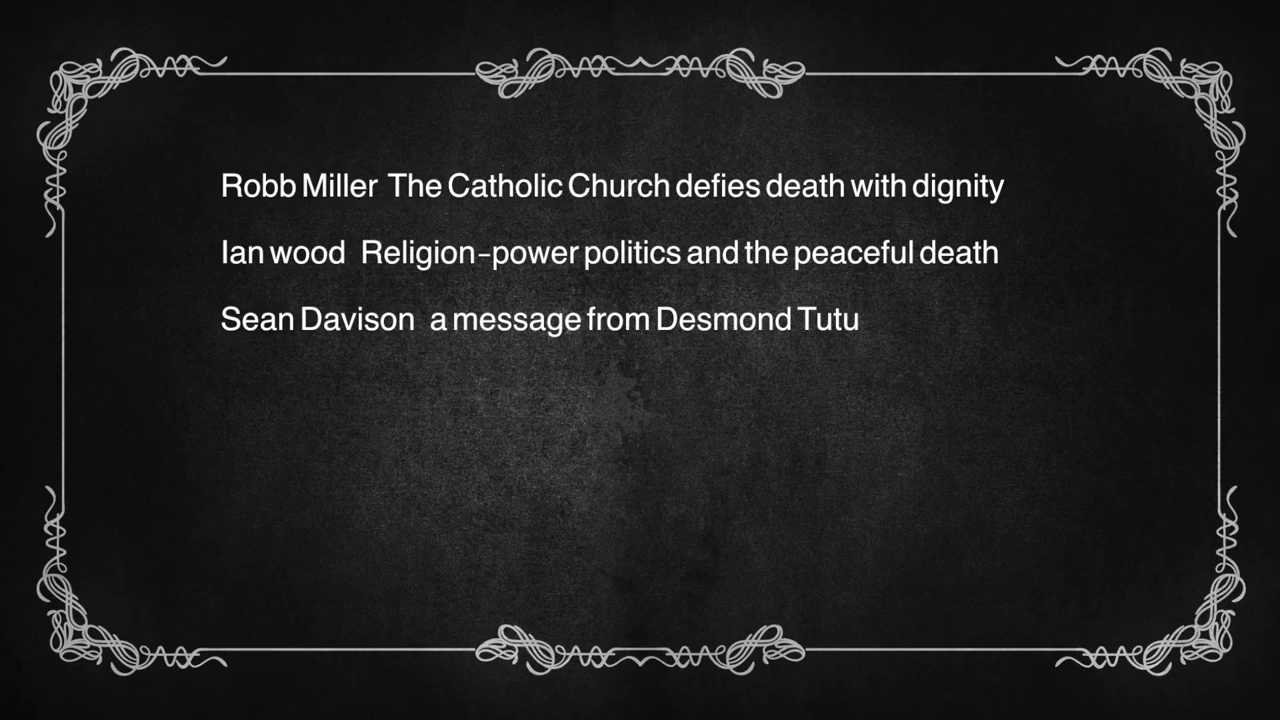 Robb Miller  The Catholic Church defies death with dignity
Ian wood   Religion-power politics and the peaceful death
Sean Davison   a message from Desmond Tutu